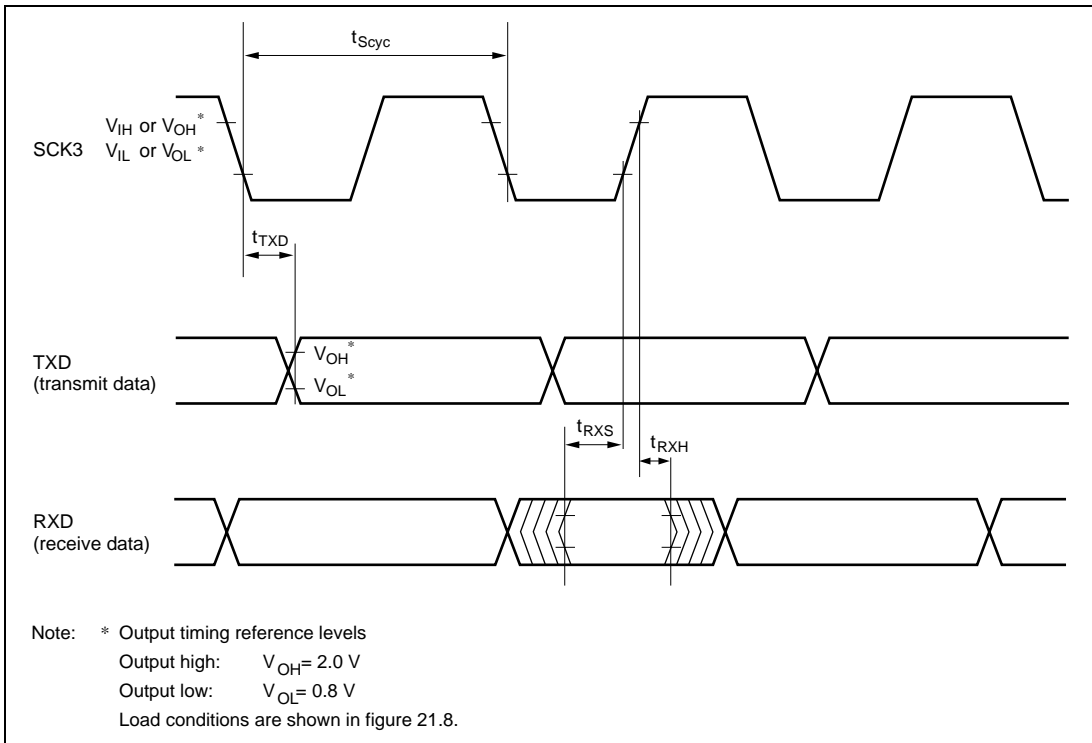 tScyc
VIH or VOH*
SCK3 VIL or VOL*
tTXD
TXD
(transmit data)
VOH*
VOL*
tRXS
tRXH
RXD
(receive data)
Note: * Output timing reference levels
Output high: VOH= 2.0 V
Output low: VOL= 0.8 V
Load conditions are shown in figure 21.8.